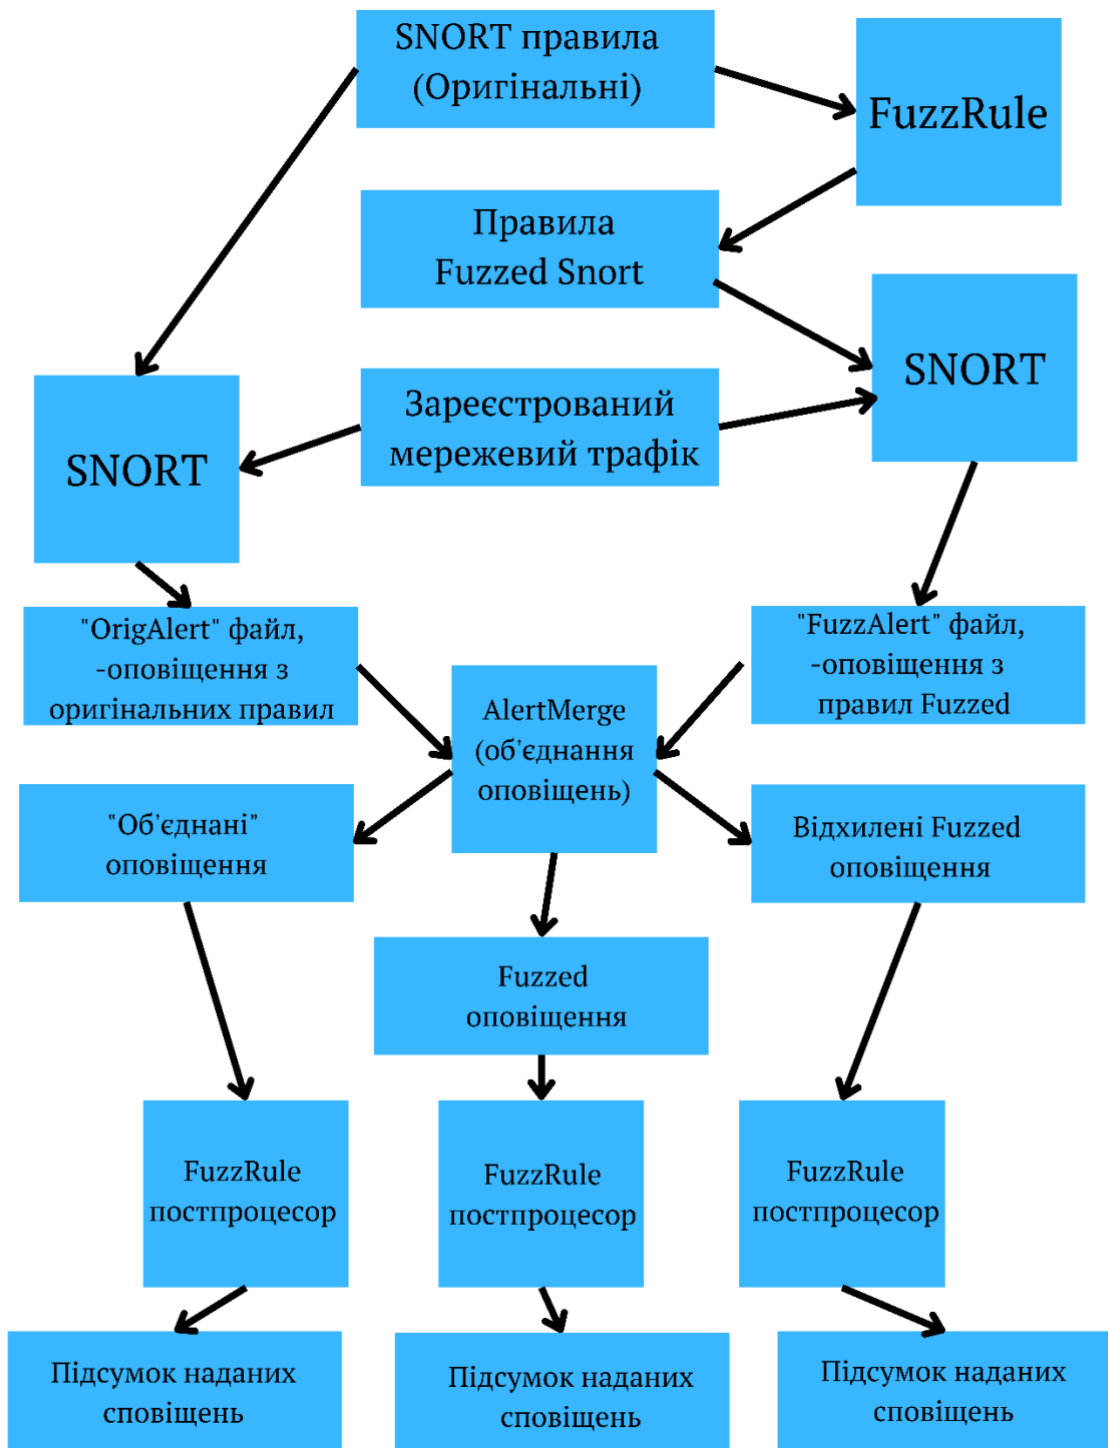 SNORT правила
(Оригінальні)
FuzzRule
Правила
Fuzzed Snort
SNORT
Зареєстрований
мережевий трафік
SNORT
"OrigAlert" файл,
-оповіщення з
оригінальних правил
"FuzzAlert" файл,
-оповіщення з
правил Fuzzed
AlertMerge
(об'єднання
оповіщень)
"Об'єднані"
оповіщення
Відхилені Fuzzed
оповіщення
Fuzzed
оповіщення
FuzzRule
постпроцесор
FuzzRule
постпроцесор
FuzzRule
постпроцесор
Підсумок наданих
сповіщень
Підсумок наданих
сповіщень
Підсумок наданих
сповіщень